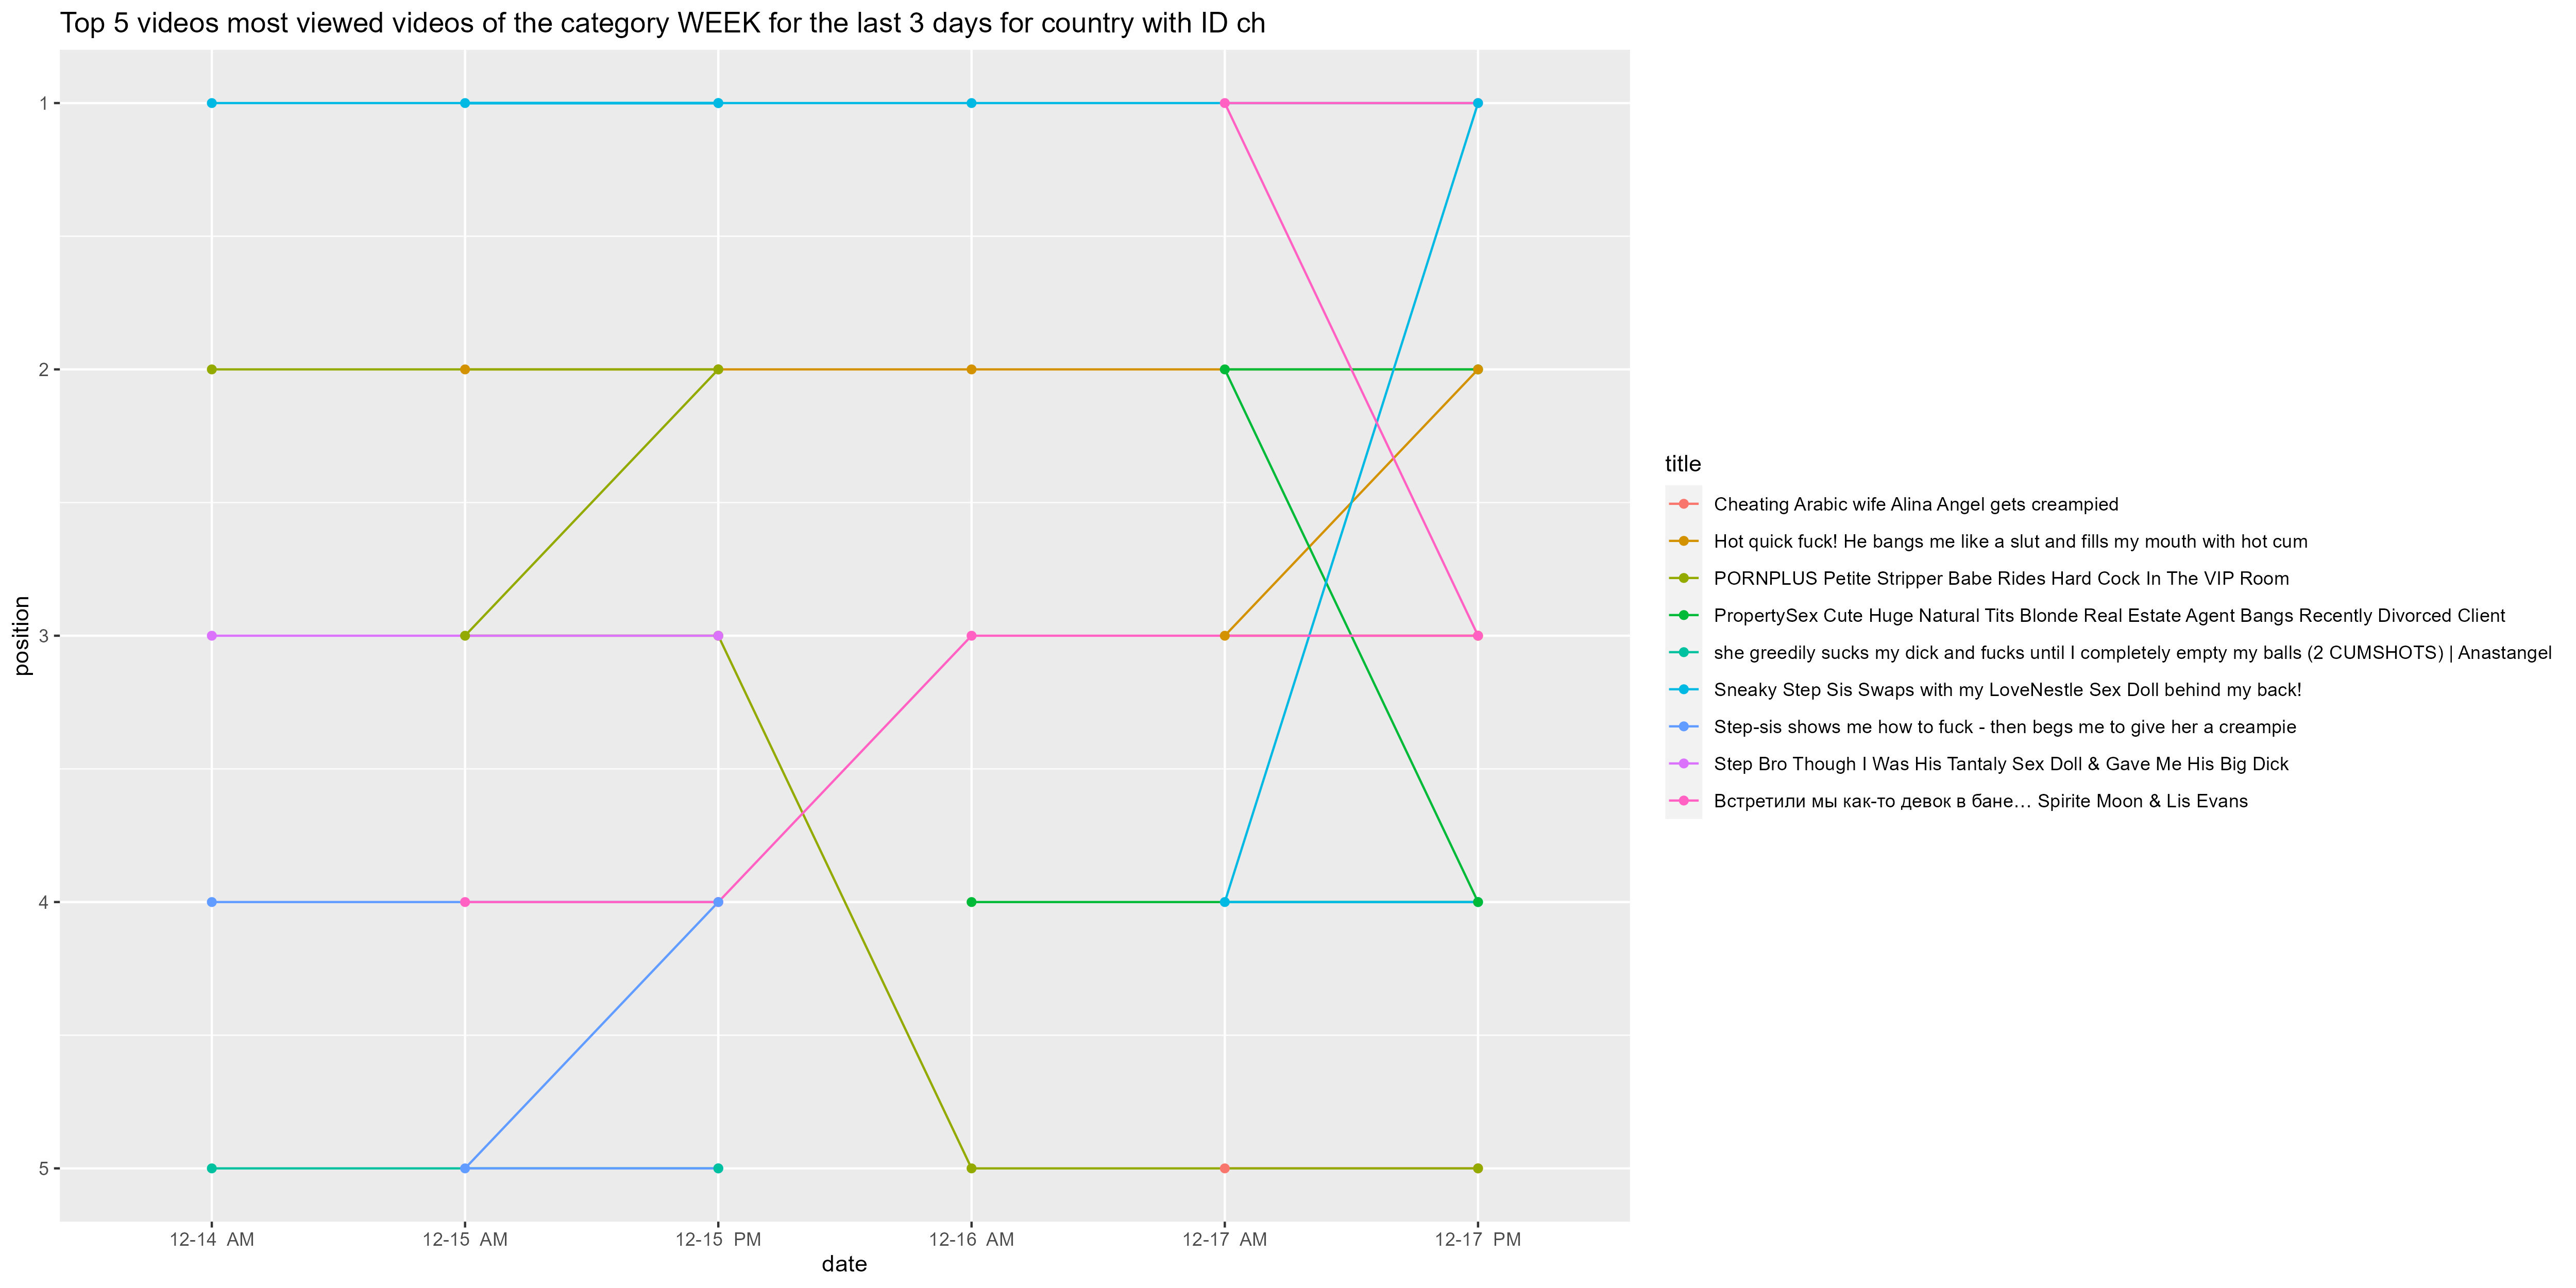 Top 5 videos most viewed videos of the category WEEK for the last 3 days for country with ID ch
position
1
2
3
4
5
12-14 AM
12-15 AM
12-15 PM
12-16 AM
12-17 AM
12-17 PM
date
title
Cheating Arabic wife Alina Angel gets creampied
Hot quick fuck! He bangs me like a slut and fills my mouth with hot cum
PORNPLUS Petite Stripper Babe Rides Hard Cock In The VIP Room
PropertySex Cute Huge Natural Tits Blonde Real Estate Agent Bangs Recently Divorced Client
she greedily sucks my dick and fucks until I completely empty my balls (2 CUMSHOTS) | Anastangel
Sneaky Step Sis Swaps with my LoveNestle Sex Doll behind my back!
Step-sis shows me how to fuck - then begs me to give her a creampie
Step Bro Though I Was His Tantaly Sex Doll & Gave Me His Big Dick
Встретили мы как-то девок в бане… Spirite Moon & Lis Evans